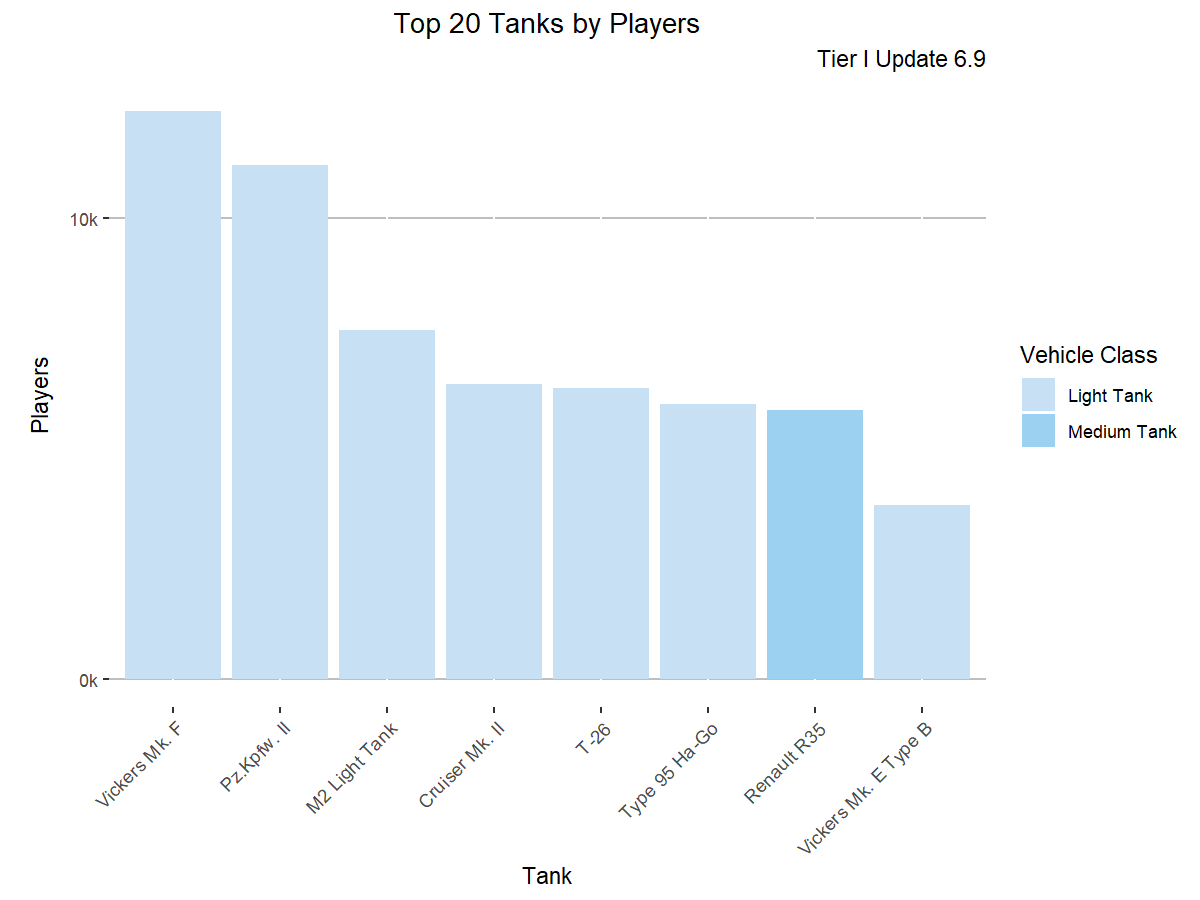 Top 20 Tanks by Players
Tier I Update 6.9
10k
0k
Players
Vickers Mk. F
Pz.Kpfw. II
M2 Light Tank
Cruiser Mk. II
T-26
Type 95 Ha-Go
Renault R35
Vickers Mk. E Type B
Tank
Vehicle Class
Light Tank
Medium Tank